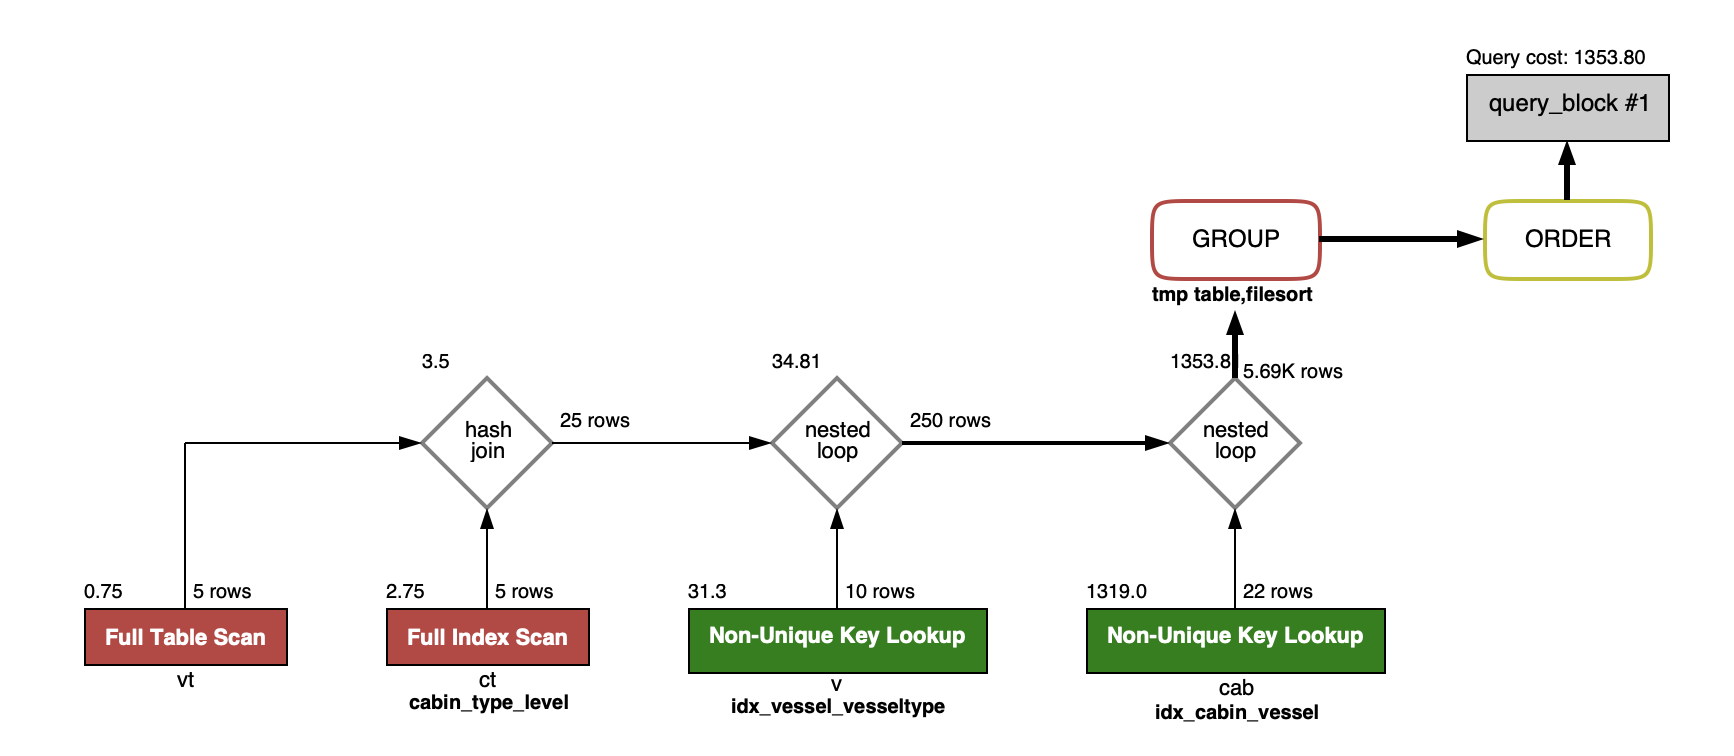 Query cost: 1353.80
query_block #1
GROUP
ORDER
tmp table,filesort
3.5
34.81
1353.8
5.69K rows
hash
join
25 rows
nested
loop
250 rows
nested
loop
0.75
5 rows
2.75
5 rows
31.3
10 rows
1319.0
22 rows
Full Table Scan
Full Index Scan
Non-Unique Key Lookup
Non-Unique Key Lookup
vt
ct
v
cab
cabin_type_level
idx_vessel_vesseltype
idx_cabin_vessel